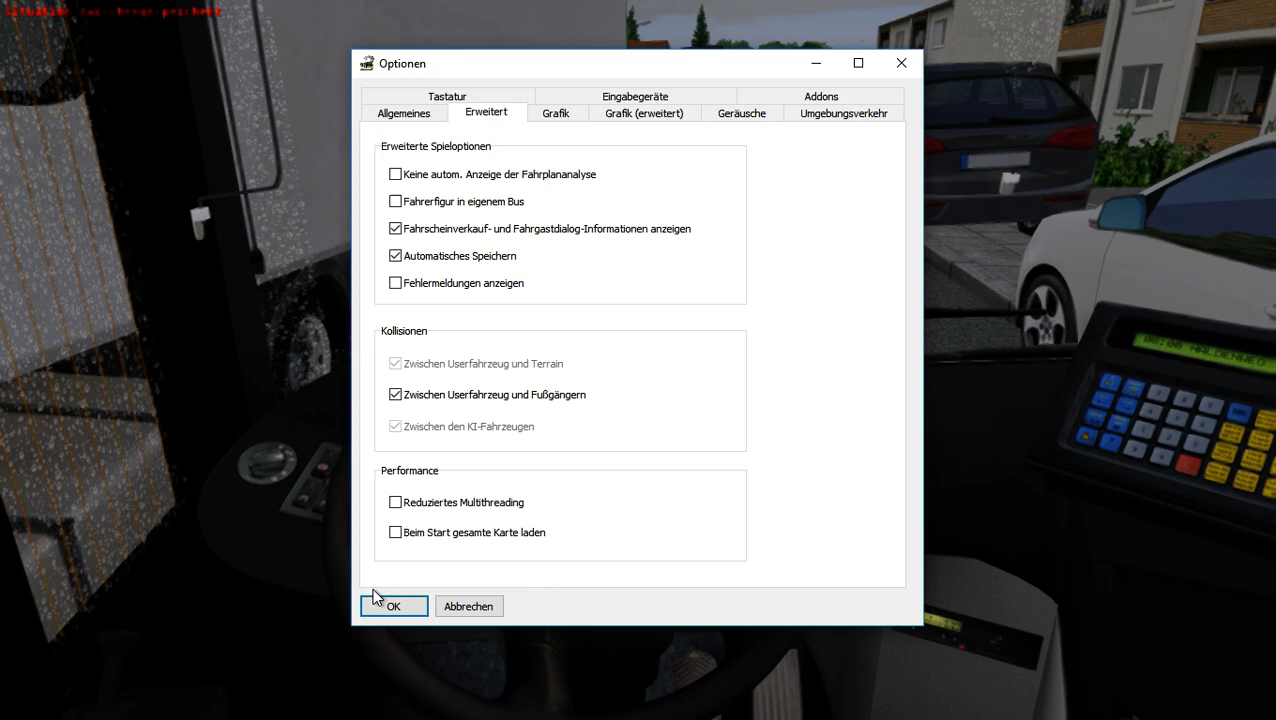 Situation zwischengespeichert
Optionen
Tastatur
Eingabegeräte
Addons
Allgemeines
Erweitert
Grafik
Grafik (erweitert)
Geräusche
Umgebungsverkehr
Erweiterte Spieloptionen
Keine autom. Anzeige der Fahrplananalyse
Fahrerfigur in eigenem Bus
Fahrscheinverkauf- und Fahrgastdialog-Informationen anzeigen
Automatisches Speichern
Fehlermeldungen anzeigen
Kollisionen
Zwischen Userfahrzeug und Terrain
Zwischen Userfahrzeug und Fußgängern
Zwischen den KI-Fahrzeugen
Performance
Reduziertes Multithreading
Beim Start gesamte Karte laden
OK
Abbrechen